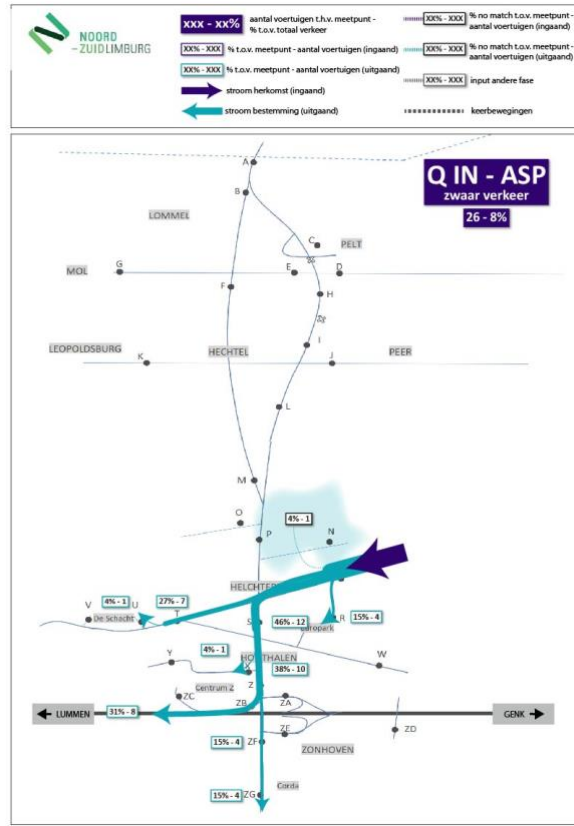 NOORD
-ZUIDLIMBURG
xxx - xx%
aantal voertuigen t.h.v. meetpunt -
% t.o.v. totaal verkeer
XX% - XXX
% t.o.v. meetpunt - aantal voertuigen (ingaand)
XX% - XXX
% t.o.v. meetpunt - aantal voertuigen (uitgaand)
stroom herkomst (ingaand)
stroom bestemming (uitgaand)
XX% - XXX
% no match t.o.v. meetpunt -
aantal voertuigen (ingaand)
XX% - XXX
% no match t.o.v. meetpunt -
aantal voertuigen (uitgaand)
XX% - XXX
input andere fase
keerbewegingen
Q IN - ASP
zwaar verkeer
26 - 8%
A
B
LOMMEL
C
PELT
MOL
G
E
D
F
H
I
LEOPOLDSBURG
K
HECHTEL
J
PEER
L
M
O
4% - 1
N
P
HELCHTER
4% - 1
27% - 7
V
U
T
De Schacht
S
46% - 12
R
15% - 4
Europark
4% - 1
Y
38% - 10
W
Centrum Z
Z
ZC
ZB
ZA
LUMMEN
31% - 8
GENK
ZE
ZD
15% - 4
ZF
ZONHOVEN
15% - 4
ZG
Corda